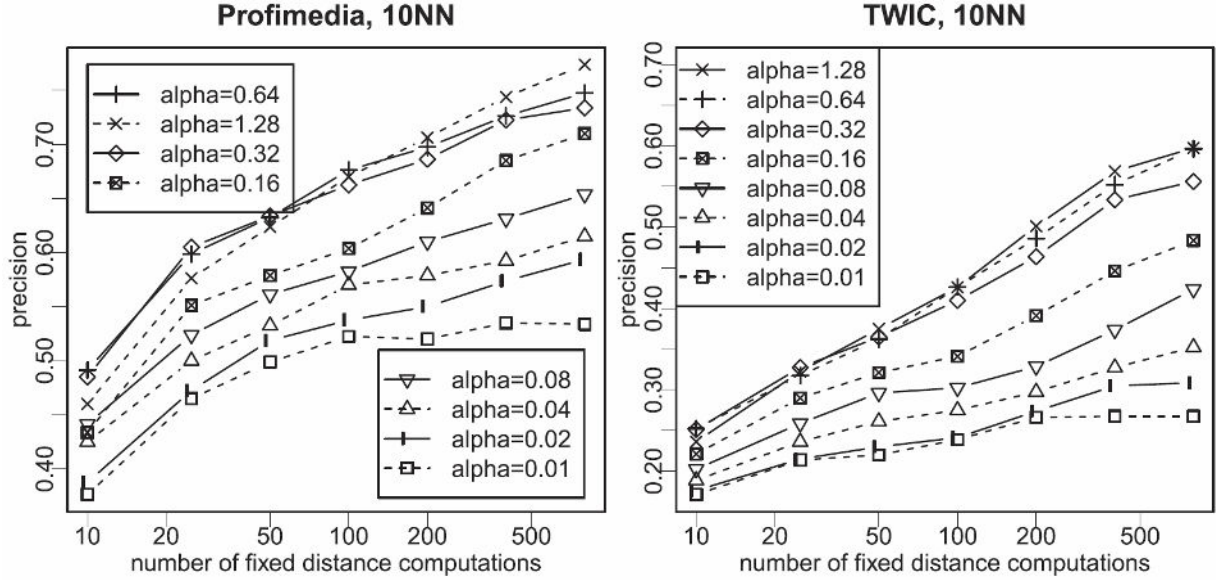 Profimedia, 10NN
precision
0.40
0.50
0.60
0.70
alpha=0.64
alpha=1.28
alpha=0.32
alpha=0.16
alpha=0.08
alpha=0.04
alpha=0.02
alpha=0.01
10 20 50 100 200 500
number of fixed distance computations
TWIC, 10NN
precision
0.20
0.30
0.40
0.50
0.60
0.70
alpha=1.28
alpha=0.64
alpha=0.32
alpha=0.16
alpha=0.08
alpha=0.04
alpha=0.02
alpha=0.01
10 20 50 100 200 500
number of fixed distance computations